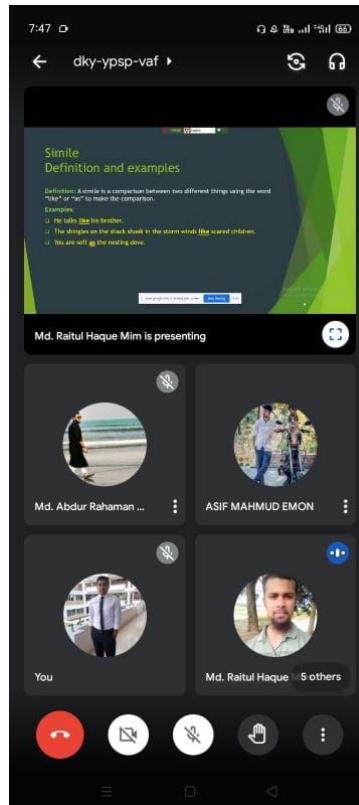 7:47
66
dky-ypsp-vaf
Simile
Definition and examples
Definition: A simile is a comparison between two different things using the word
"like" or "as" to make the comparison.
Examples:
He talks like his brother.
The shingles on the shack shook in the storm winds like scared children.
You are soft as the nesting dove.
Md. Raitul Haque Mim is presenting
Md. Abdur Rahaman ...
ASIF MAHMUD EMON
You
Md. Raitul Haque
5 others